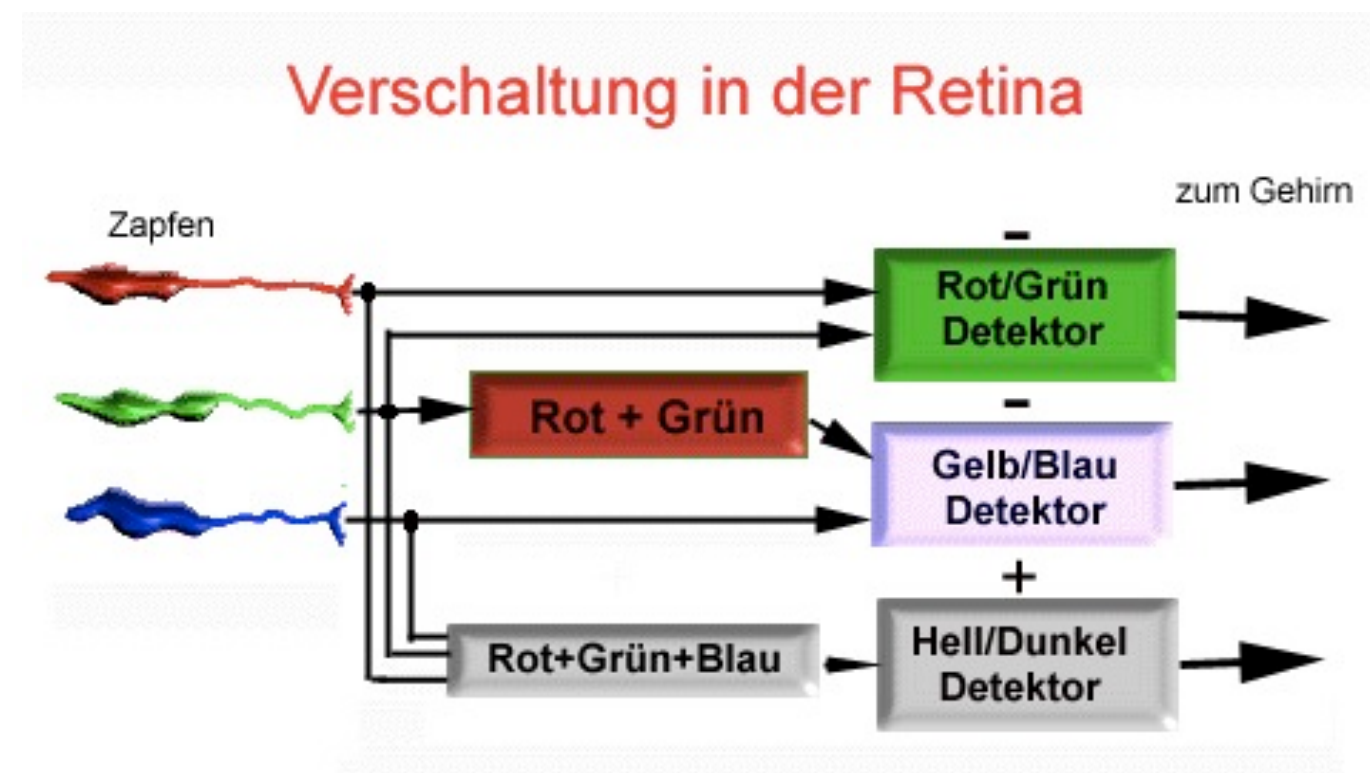 Verschaltung in der Retina
zum Gehirn
Zapfen
-
Rot/Grün
Detektor
-
Rot + Grün
Gelb/Blau
Detektor
+
Rot+Grün+Blau
Hell/Dunkel
Detektor